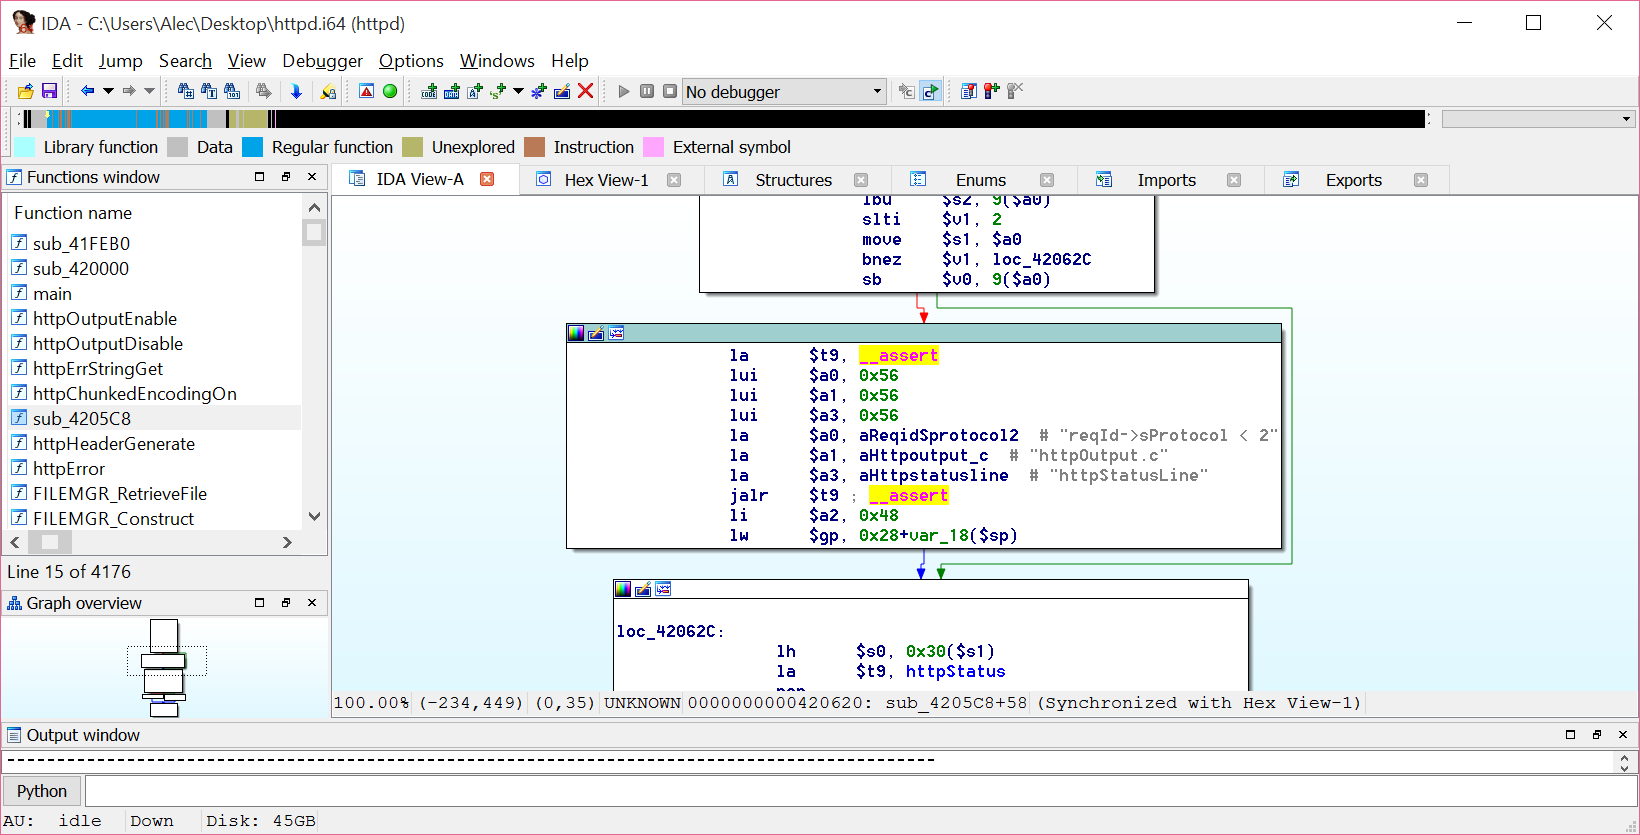 IDA - C:\Users\Alec\Desktop\httpd.i64 (httpd)
File Edit Jump Search View Debugger Options Windows Help
No debugger
Library function Data Regular function Unexplored Instruction External symbol
Functions window
IDA View-A Hex View-1 Structures Enums Imports Exports
Function name
sub_41FEB0
sub_420000
main
httpOutputEnable
httpOutputDisable
httpErrStringGet
httpChunkedEncodingOn
sub_4205C8
httpHeaderGenerate
httpError
FILEMGR_RetrieveFile
FILEMGR_Construct
Line 15 of 4176
Graph overview
lbu $s2, 9($a0)
slti $v1, 2
move $s1, $a0
bnez $v1, loc_42062C
sb $v0, 9($a0)
la $t9, __assert
lui $a0, 0x56
lui $a1, 0x56
lui $a3, 0x56
la $a0, aReqidSprotocol2 # "reqId->sProtocol < 2"
la $a1, aHttpoutput_c # "httpOutput.c"
la $a3, aHttpstatusline # "httpStatusLine"
jalr $t9 ; __assert
li $a2, 0x48
lw $gp, 0x28+var_18($sp)
loc_42062C:
lh $s0, 0x30($s1)
la $t9, httpStatus
nop
100.00% (-234,449) (0,35) UNKNOWN 0000000000420620: sub_4205C8+58 (Synchronized with Hex View-1)
Output window
Python
AU: idle Down Disk: 45GB